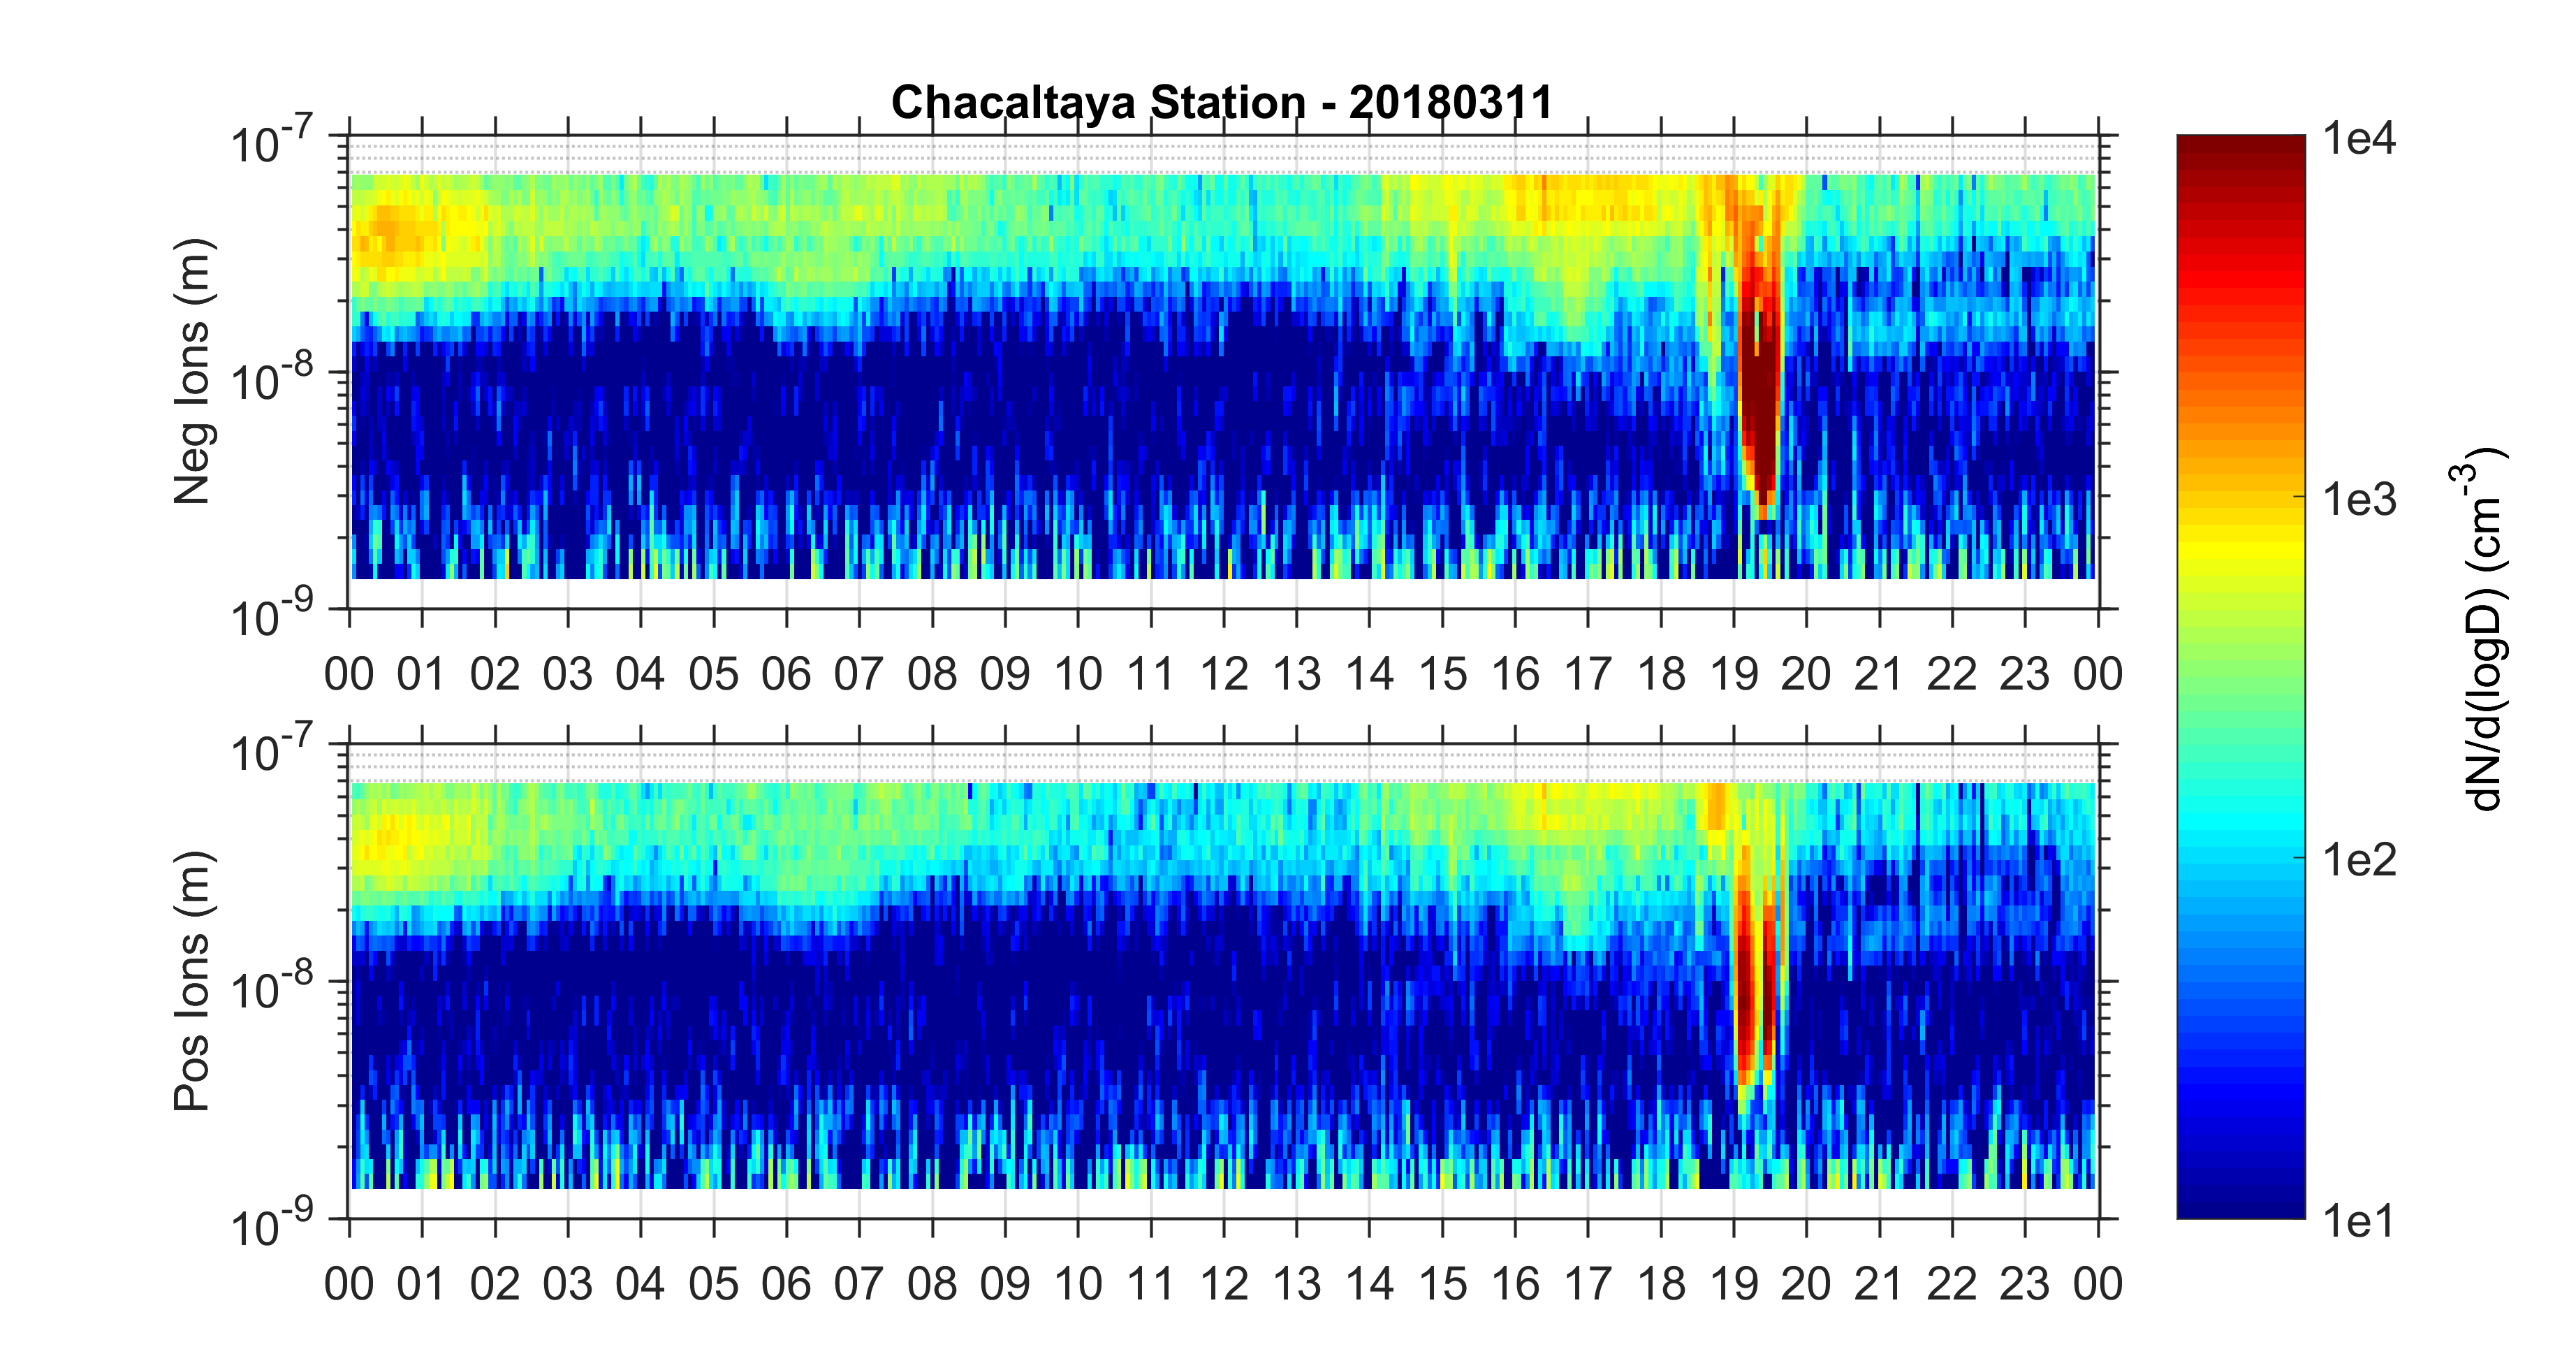 Chacaltaya Station - 20180311
Neg Ions (m)
10⁻⁷
10⁻⁸
10⁻⁹
00 01 02 03 04 05 06 07 08 09 10 11 12 13 14 15 16 17 18 19 20 21 22 23 00
Pos Ions (m)
10⁻⁷
10⁻⁸
10⁻⁹
00 01 02 03 04 05 06 07 08 09 10 11 12 13 14 15 16 17 18 19 20 21 22 23 00
1e4
1e3
1e2
1e1
dN/d(logD) (cm⁻³)